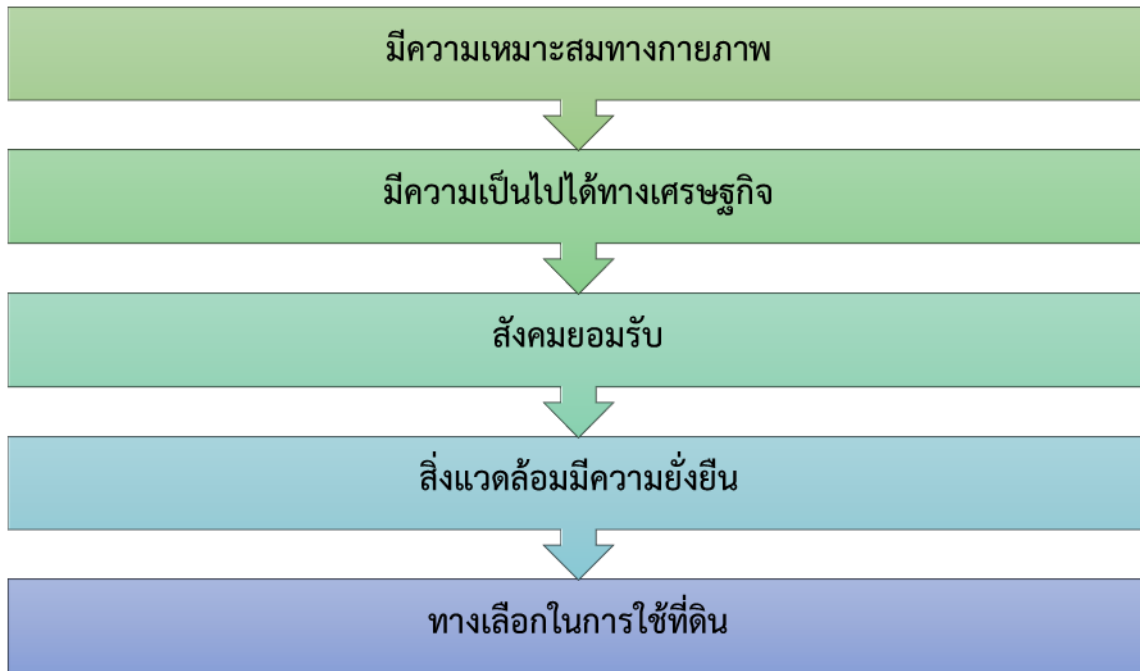 มีความเหมาะสมทางกายภาพ
มีความเป็นไปได้ทางเศรษฐกิจ
สังคมยอมรับ
สิ่งแวดล้อมมีความยั่งยืน
ทางเลือกในการใช้ที่ดิน